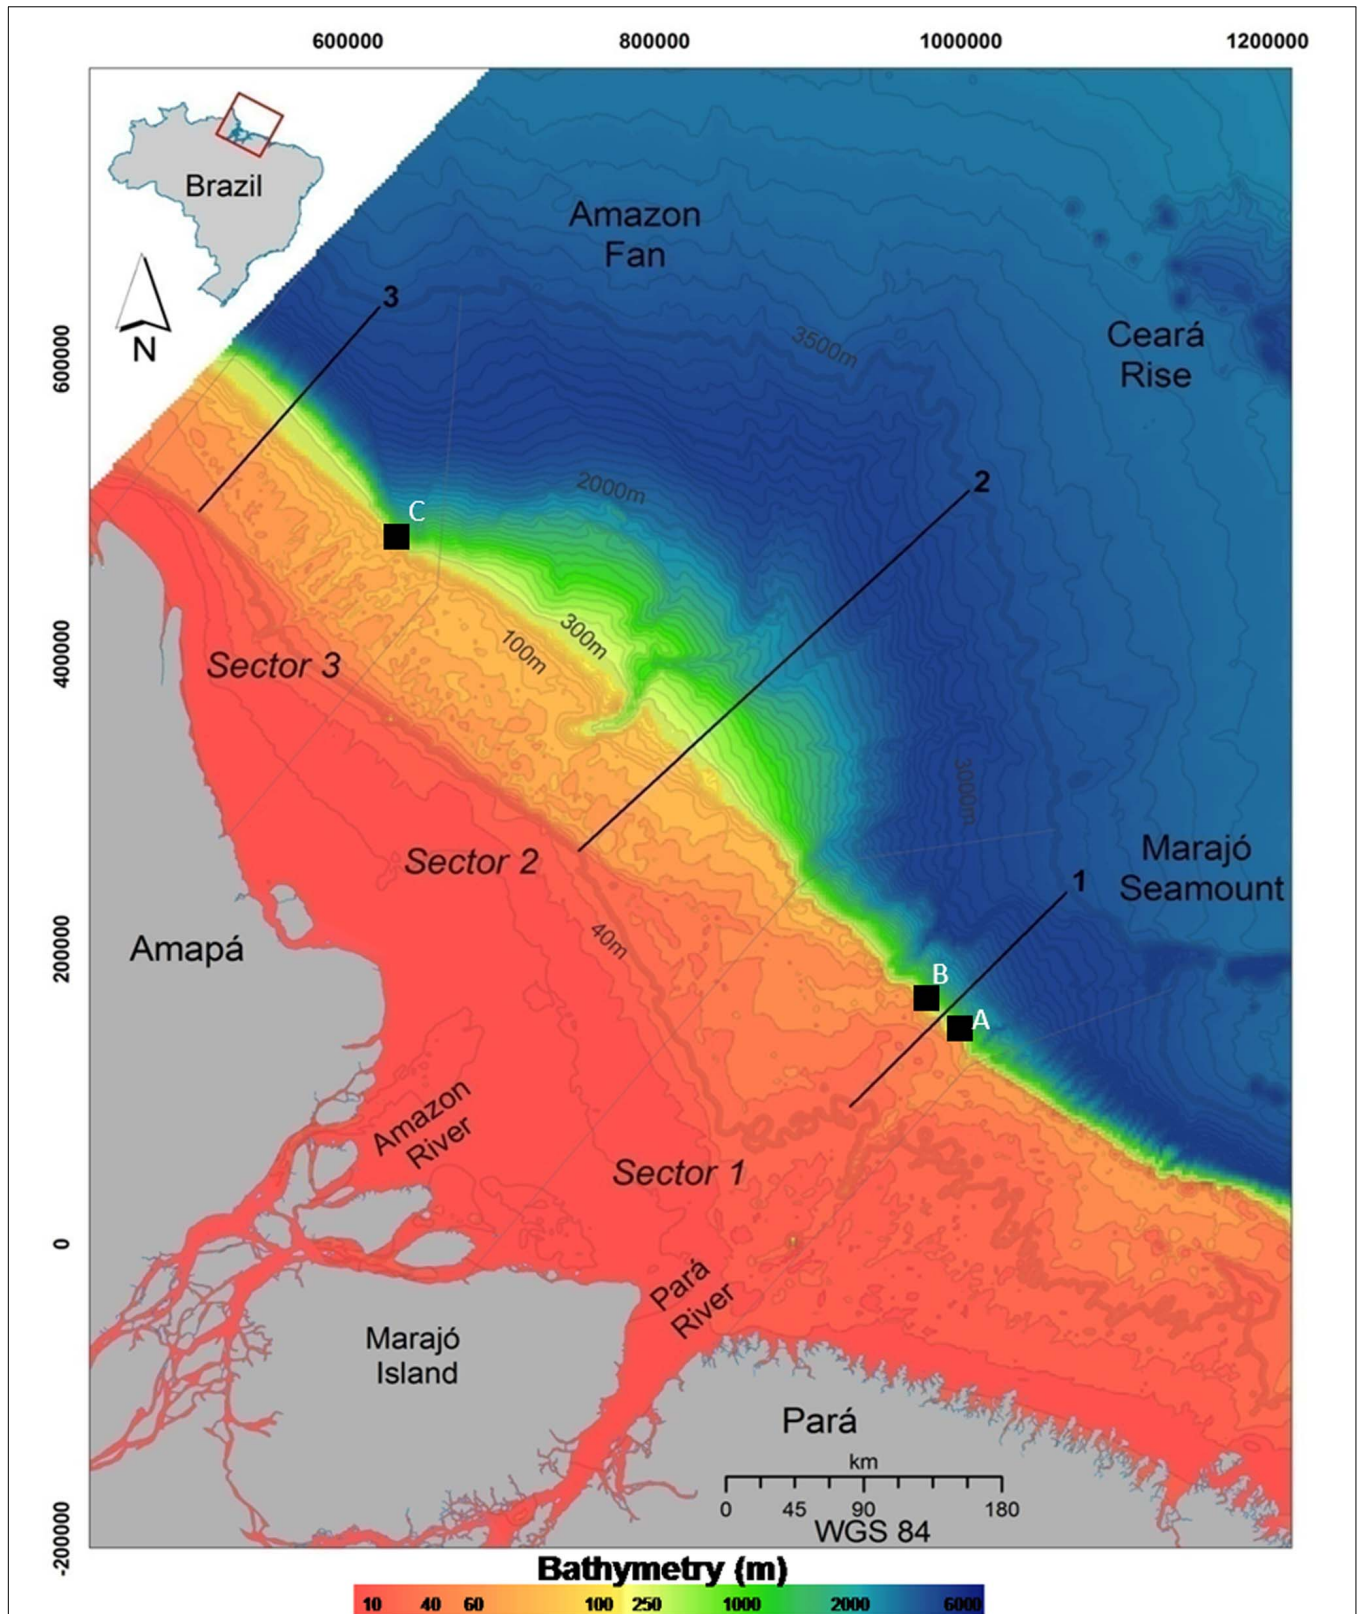 600000
800000
1000000
1200000
Brazil
N
Amazon
Fan
3
3500m
Ceará
Rise
600000
2
2000m
C
300m
100m
400000
Sector 3
3000m
Marajó
Seamount
1
Sector 2
40m
200000
Amapá
B
A
Amazon
River
Sector 1
0
Pará
River
Marajó
Island
Pará
km
0 45 90 180
WGS 84
-200000
Bathymetry (m)
10 40 60 100 250 1000 2000 6000